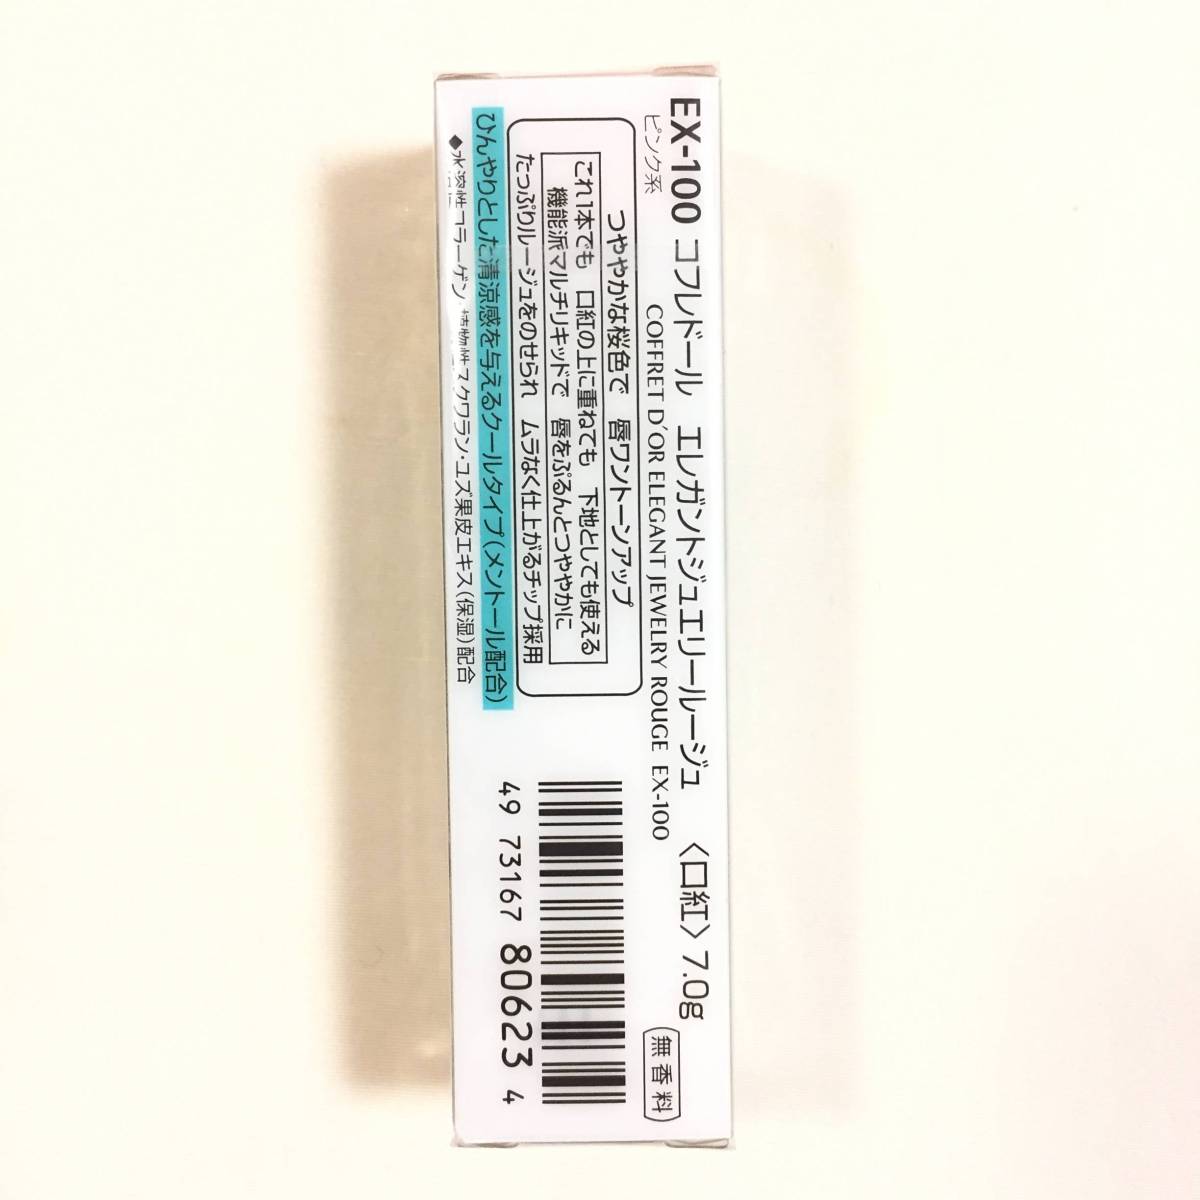 EX-100 コフレドール エレガントジュエリールージュ 〈口紅〉 7.0g
ピンク系 COFFRET D'OR ELEGANT JEWELRY ROUGE EX-100
無香料
つややかな桜色で 唇ワントーンアップ
これ1本でも 口紅の上に重ねても 下地としても使える
機能派マルチリキッドで 唇をぷるんとつややかに
たっぷりルージュをのせられ ムラなく仕上がるチップ採用
ひんやりとした清涼感を与えるクールタイプ(メントール配合)
◆水溶性コラーゲン・植物性スクワラン・ユズ果皮エキス(保湿)配合
49 73167 80623 4